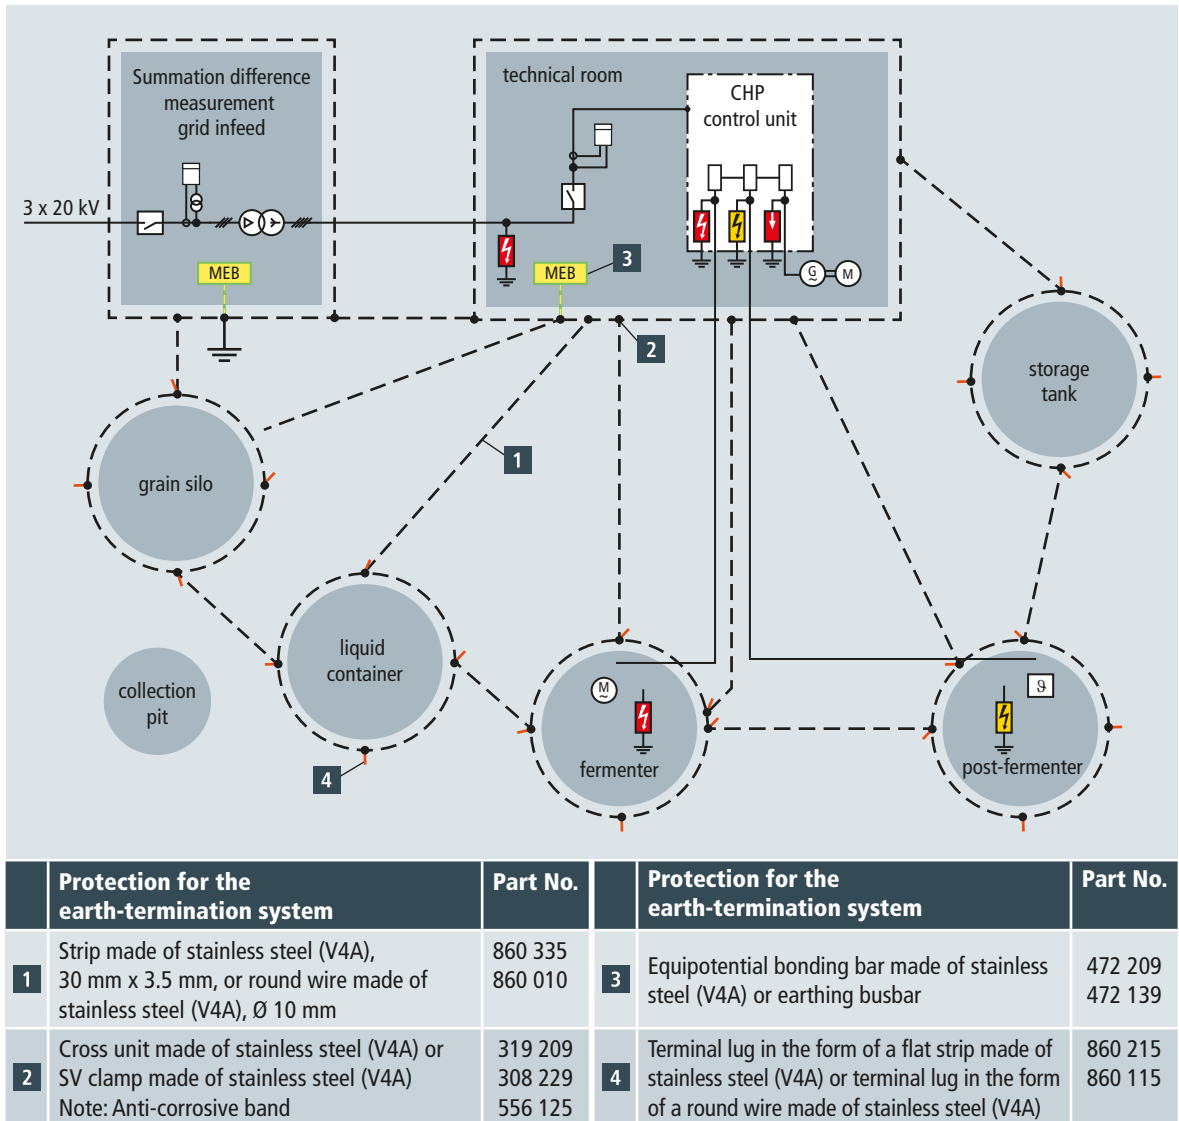 Summation difference
measurement
grid infeed
technical room
CHP
control unit
3 x 20 kV
MEB
MEB
3
G
~
M
2
storage
tank
1
grain silo
liquid
container
collection
pit
M
~
ϑ
4
fermenter
post-fermenter
Protection for the
earth-termination system
Part No.
Protection for the
earth-termination system
Part No.
1
Strip made of stainless steel (V4A),
30 mm x 3.5 mm, or round wire made of
stainless steel (V4A), Ø 10 mm
860 335
860 010
3
Equipotential bonding bar made of stainless
steel (V4A) or earthing busbar
472 209
472 139
2
Cross unit made of stainless steel (V4A) or
SV clamp made of stainless steel (V4A)
Note: Anti-corrosive band
319 209
308 229
556 125
4
Terminal lug in the form of a flat strip made of
stainless steel (V4A) or terminal lug in the form
of a round wire made of stainless steel (V4A)
860 215
860 115